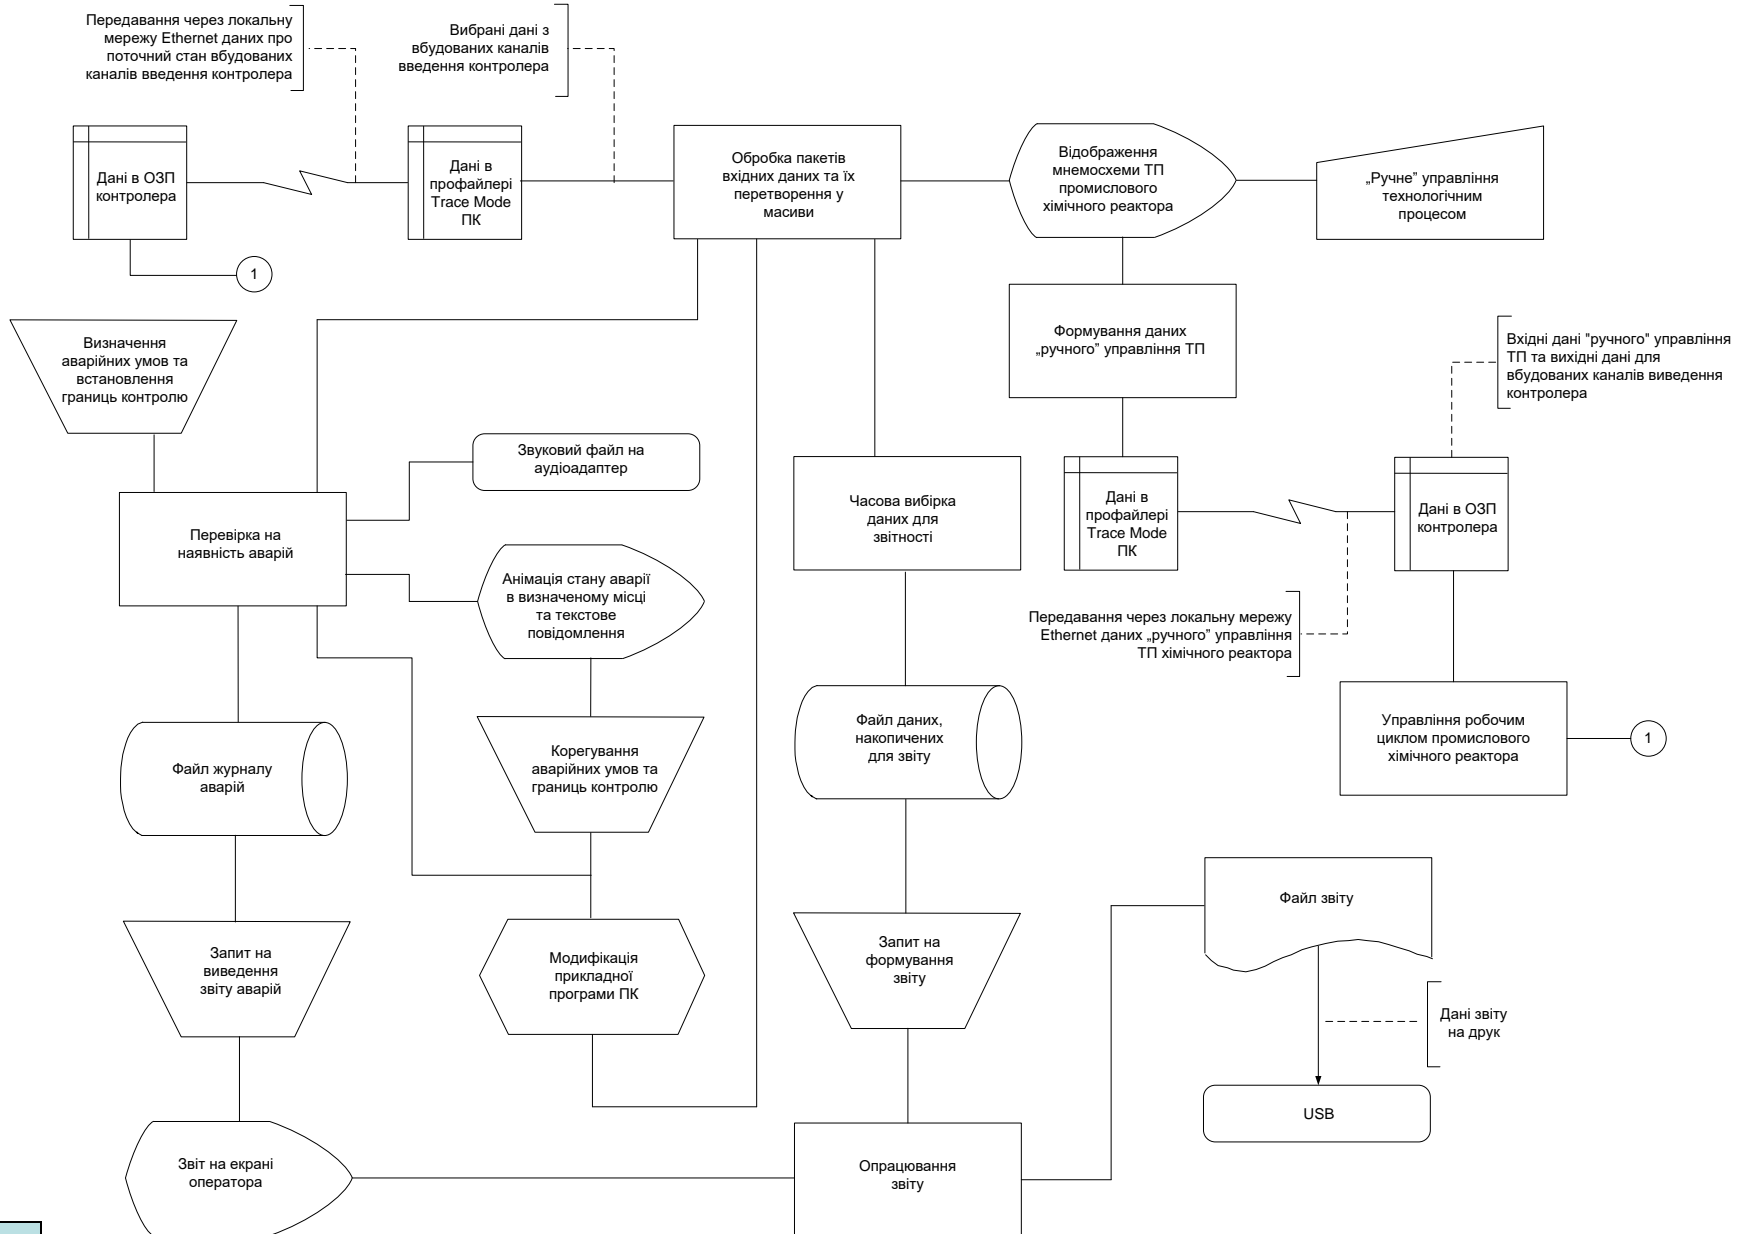 Передавання через локальну
мережу Ethernet даних про
поточний стан вбудованих
каналів введення контролера
Вибрані дані з
вбудованих каналів
введення контролера
Дані в ОЗП
контролера
Дані в
профайлері
Trace Mode
ПК
Обробка пакетів
вхідних даних та їх
перетворення у
масиви
Відображення
мнемосхеми ТП
промислового
хімічного реактора
„Ручне” управління
технологічним
процесом
1
Визначення
аварійних умов та
встановлення
границь контролю
Формування даних
„ручного” управління ТП
Вхідні дані "ручного" управління
ТП та вихідні дані для
вбудованих каналів виведення
контролера
Звуковий файл на
аудіоадаптер
Перевірка на
наявність аварій
Часова вибірка
даних для
звітності
Дані в
профайлері
Trace Mode
ПК
Дані в ОЗП
контролера
Анімація стану аварії
в визначеному місці
та текстове
повідомлення
Передавання через локальну мережу
Ethernet даних „ручного” управління
ТП хімічного реактора
Файл журналу
аварій
Корегування
аварійних умов та
границь контролю
Файл даних,
накопичених
для звіту
Управління робочим
циклом промислового
хімічного реактора
1
Запит на
виведення
звіту аварій
Модифікація
прикладної
програми ПК
Запит на
формування
звіту
Файл звіту
Дані звіту
на друк
USB
Звіт на екрані
оператора
Опрацювання
звіту